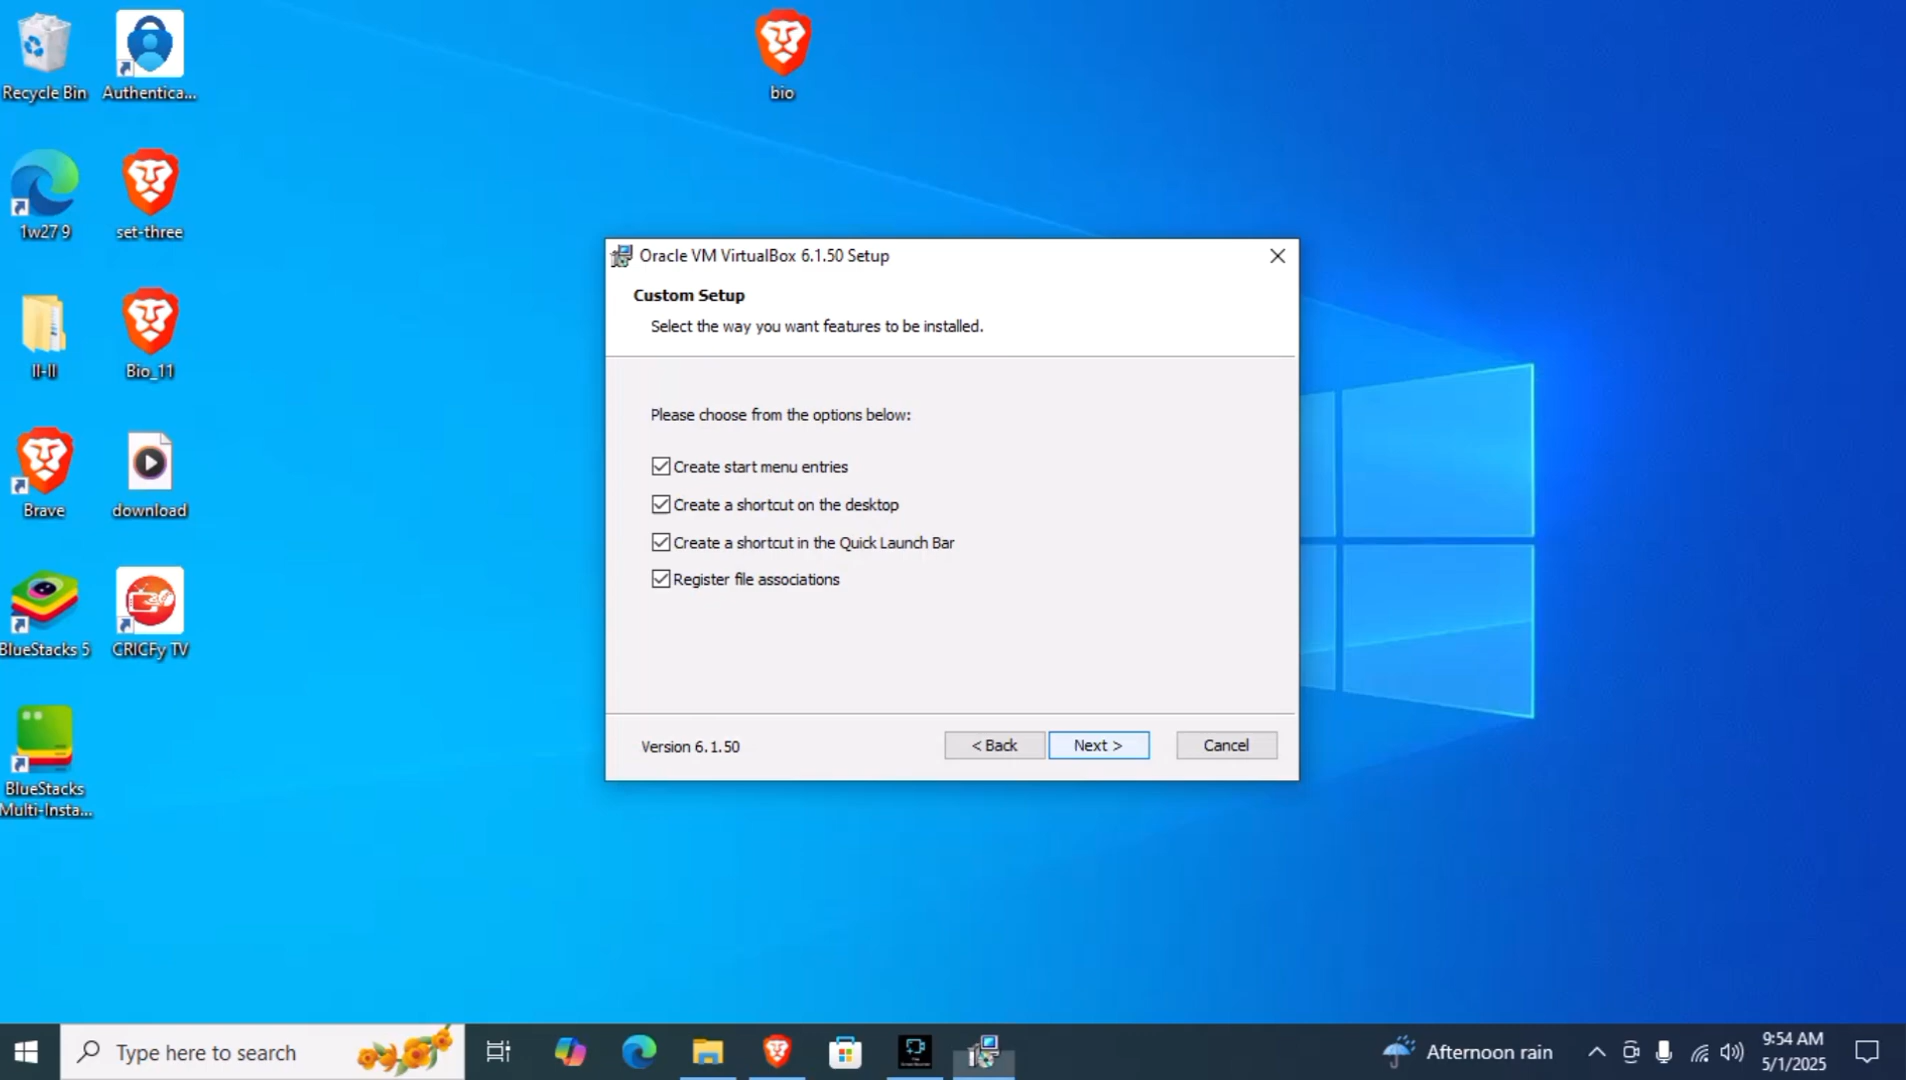 Recycle Bin
Authentica...
bio
1w27 9
set-three
II-II
Bio_11
Brave
download
BlueStacks 5
CRICFy TV
BlueStacks
Multi-Insta...
Oracle VM VirtualBox 6.1.50 Setup
Custom Setup
Select the way you want features to be installed.
Please choose from the options below:
Create start menu entries
Create a shortcut on the desktop
Create a shortcut in the Quick Launch Bar
Register file associations
Version 6.1.50
< Back
Next >
Cancel
Type here to search
Afternoon rain
9:54 AM
5/1/2025